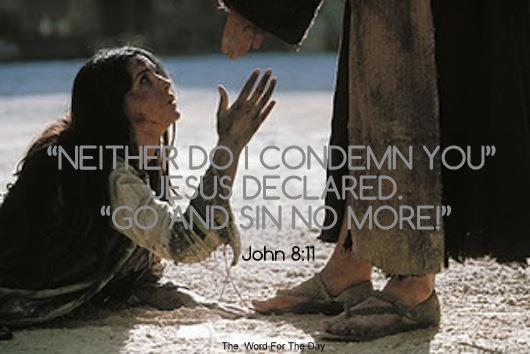 “NEITHER DO I CONDEMN YOU”
JESUS DECLARED.
“GO AND SIN NO MORE!”
John 8:11
The Word For The Day